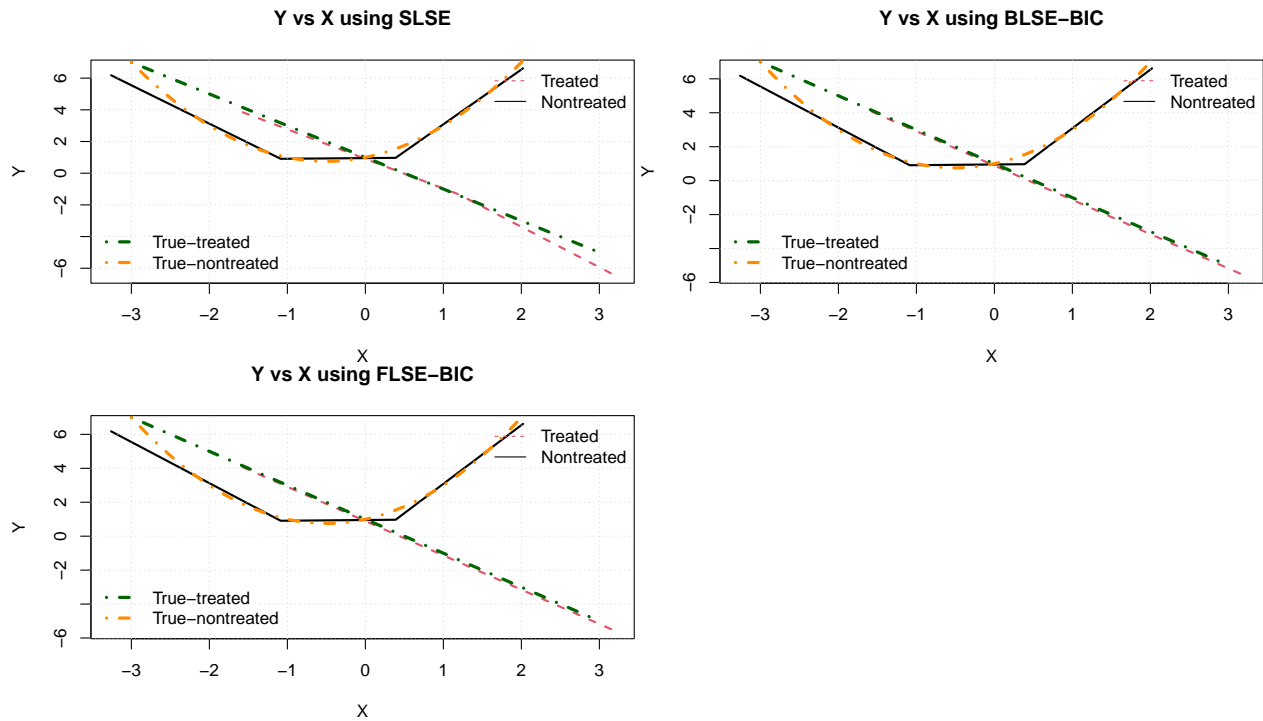 Y vs X using SLSE
6
4
2
0
−2
−6
Y
Treated
Nontreated
True−treated
True−nontreated
−3 −2 −1 0 1 2 3
X
Y vs X using BLSE−BIC
6
4
2
0
−2
−6
Y
Treated
Nontreated
True−treated
True−nontreated
−3 −2 −1 0 1 2 3
X
Y vs X using FLSE−BIC
6
4
2
0
−2
−6
Y
Treated
Nontreated
True−treated
True−nontreated
−3 −2 −1 0 1 2 3
X